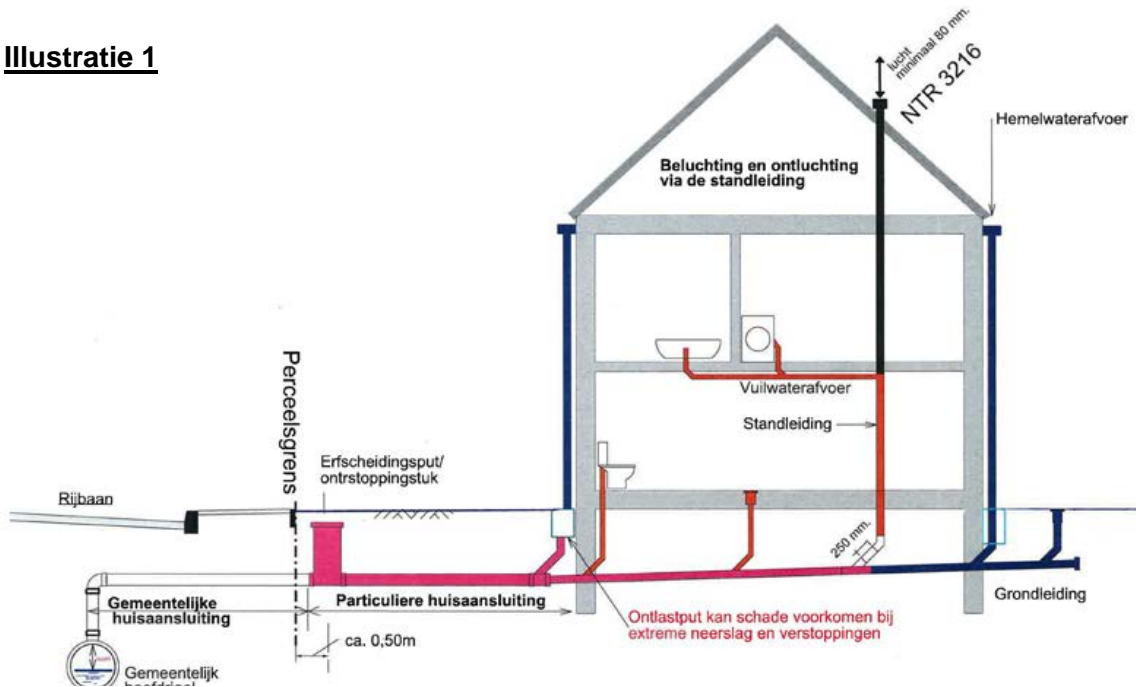 Illustratie 1
lucht
minimaal 80 mm.
NTR 3216
Hemelwaterafvoer
Beluchting en ontluchting
via de standleiding
Vuilwaterafvoer
Standleiding
Perceelsgrens
Erfscheidingsput/
ontrstoppingstuk
Rijbaan
250 mm.
Gemeentelijke
huisaansluiting
Particuliere huisaansluiting
Grondleiding
Ontlastput kan schade voorkomen bij
extreme neerslag en verstoppingen
ca. 0,50m
Gemeentelijk